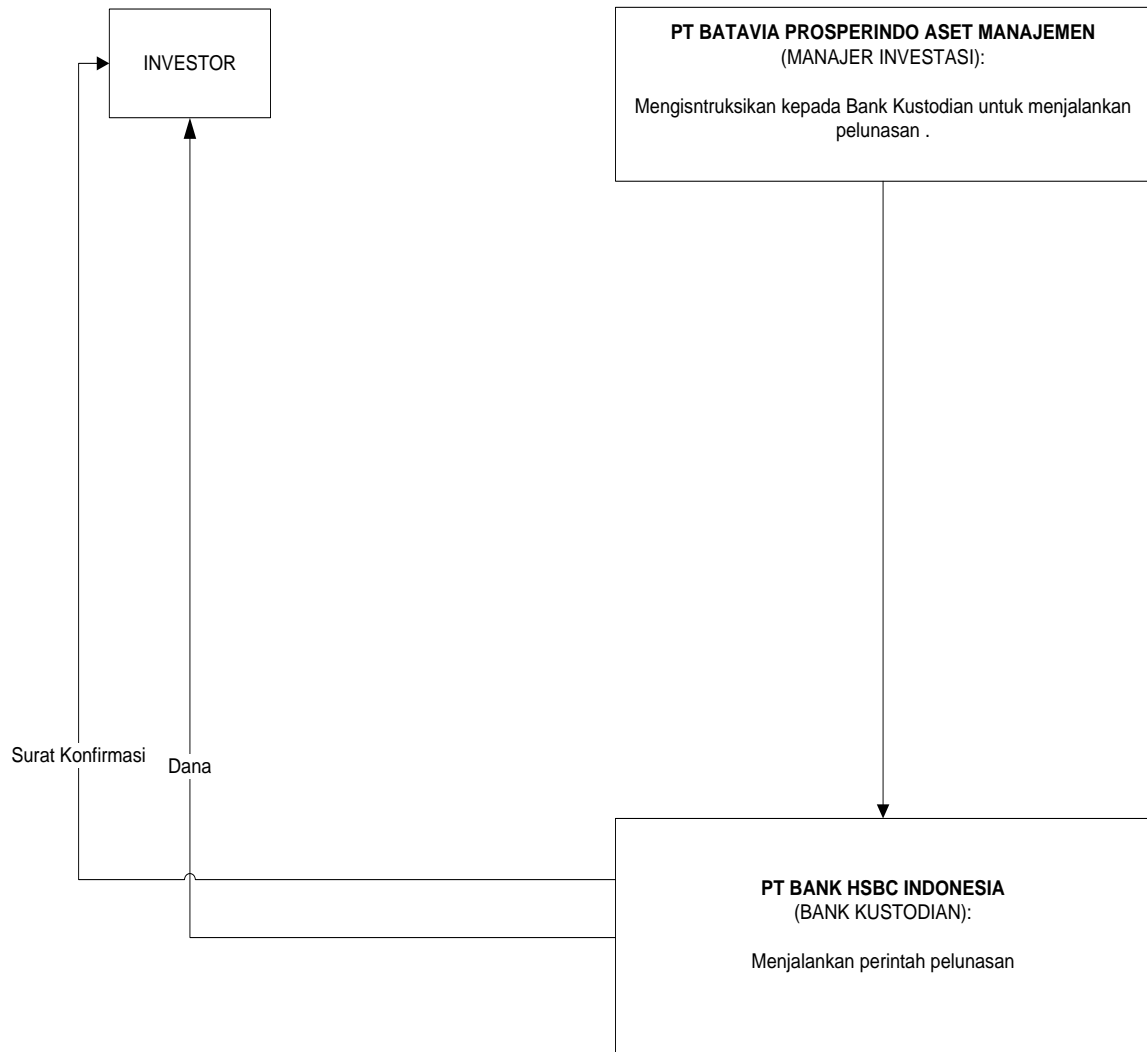 INVESTOR
PT BATAVIA PROSPERINDO ASET MANAJEMEN
(MANAJER INVESTASI):
Mengisntruksikan kepada Bank Kustodian untuk menjalankan
pelunasan .
Surat Konfirmasi
Dana
PT BANK HSBC INDONESIA
(BANK KUSTODIAN):
Menjalankan perintah pelunasan